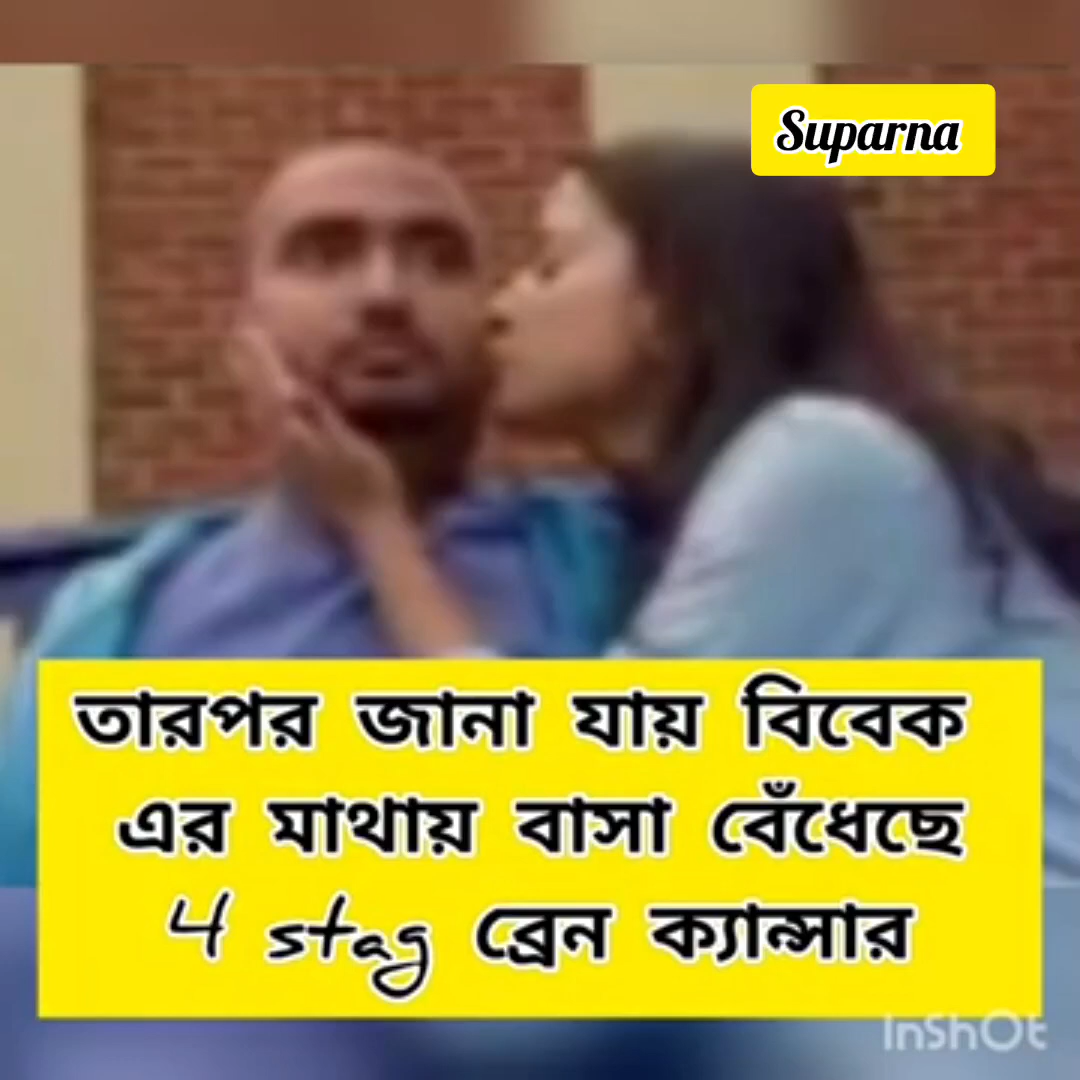 Suparna
তারপর জানা যায় বিবেক
এর মাথায় বাসা বেঁধেছে
4 stag ব্রেন ক্যান্সার
InShOt